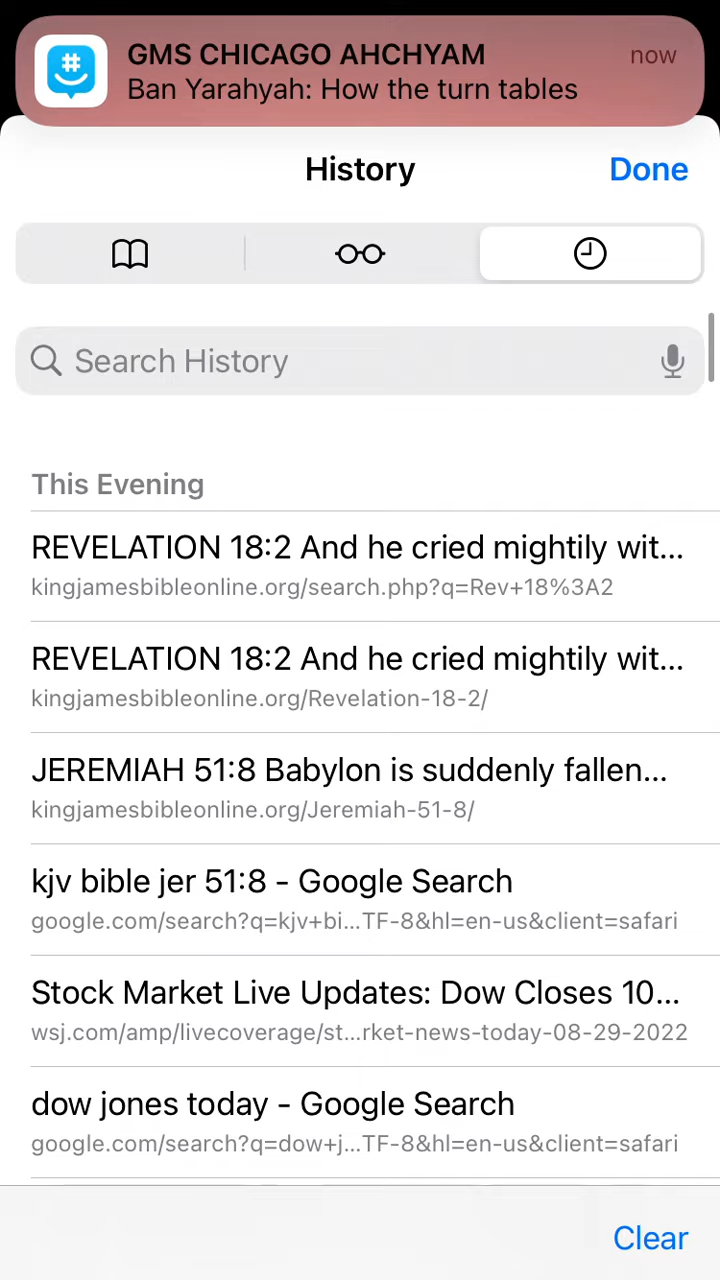 GMS CHICAGO AHCHYAM now
Ban Yarahyah: How the turn tables
History Done
Search History
This Evening
REVELATION 18:2 And he cried mightily wit...
kingjamesbibleonline.org/search.php?q=Rev+18%3A2
REVELATION 18:2 And he cried mightily wit...
kingjamesbibleonline.org/Revelation-18-2/
JEREMIAH 51:8 Babylon is suddenly fallen...
kingjamesbibleonline.org/Jeremiah-51-8/
kjv bible jer 51:8 - Google Search
google.com/search?q=kjv+bi...TF-8&hl=en-us&client=safari
Stock Market Live Updates: Dow Closes 10...
wsj.com/amp/livecoverage/st...rket-news-today-08-29-2022
dow jones today - Google Search
google.com/search?q=dow+j...TF-8&hl=en-us&client=safari
Clear